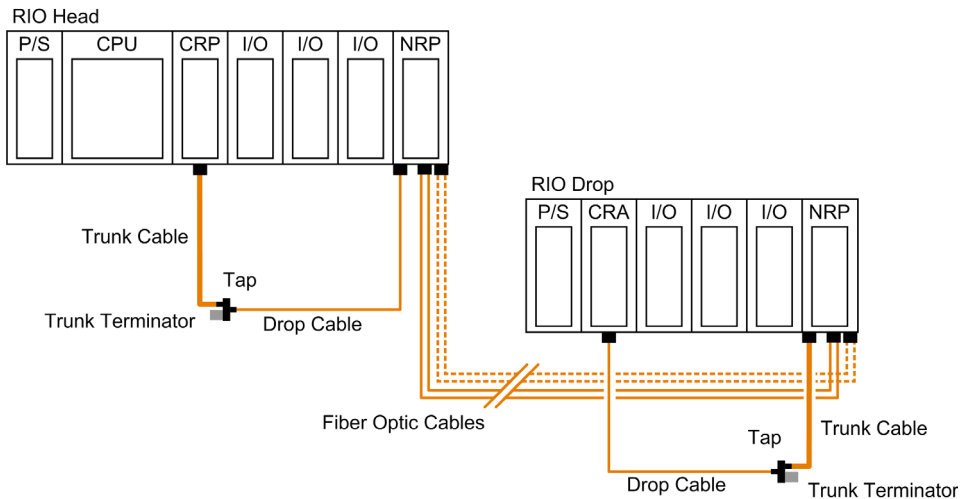 RIO Head
P/S CPU CRP I/O I/O I/O NRP
RIO Drop
P/S CRA I/O I/O I/O NRP
Trunk Cable
Tap
Trunk Terminator
Drop Cable
Fiber Optic Cables
Trunk Cable
Tap
Drop Cable
Trunk Terminator